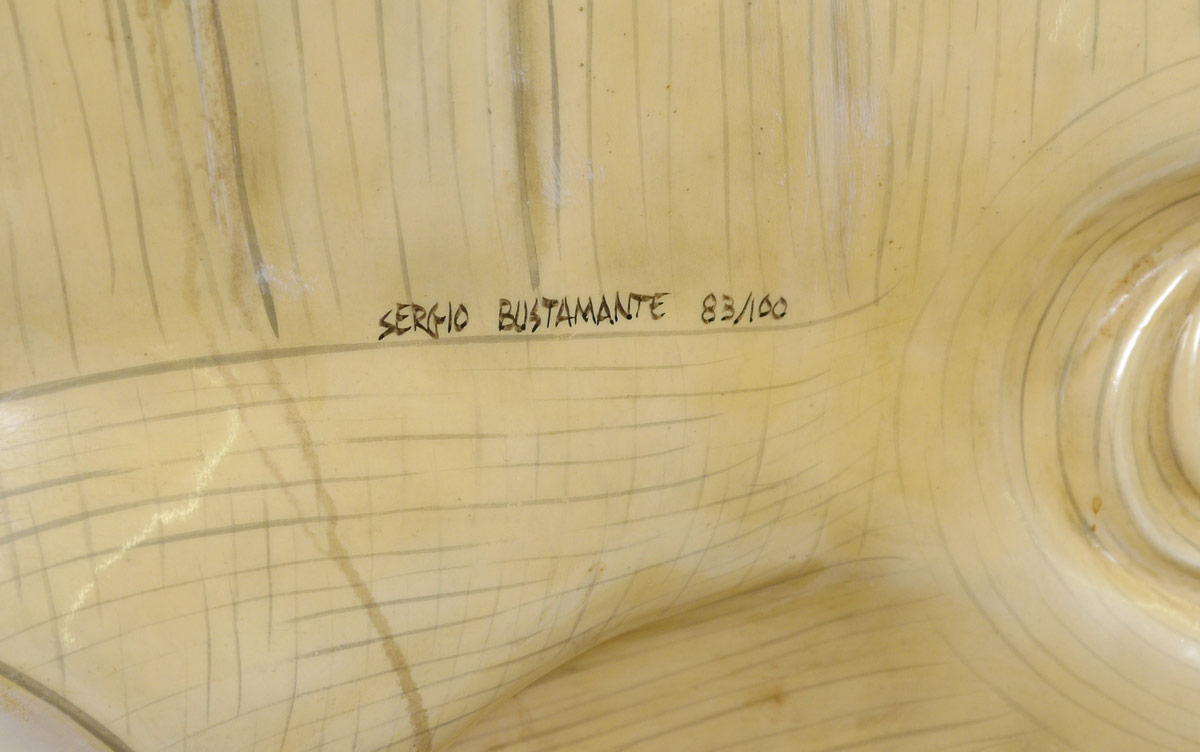 SERGIO BUSTAMANTE 83/100